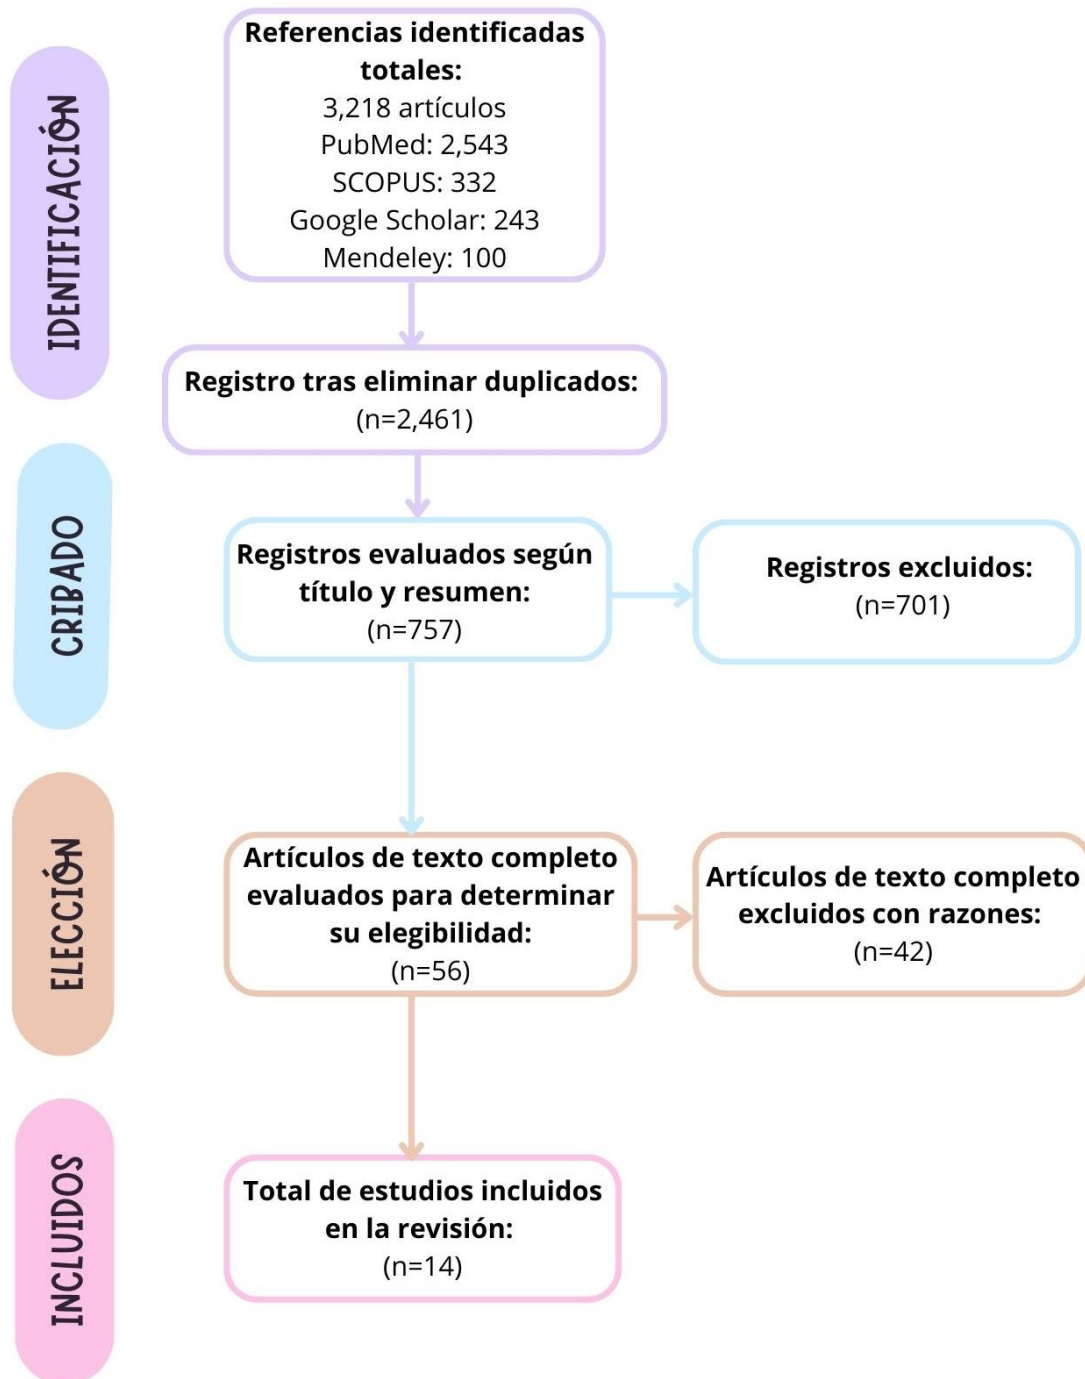 IDENTIFICACIÓN
Referencias identificadas
totales:
3,218 artículos
PubMed: 2,543
SCOPUS: 332
Google Scholar: 243
Mendeley: 100
Registro tras eliminar duplicados:
(n=2,461)
CRIBADO
Registros evaluados según
título y resumen:
(n=757)
Registros excluidos:
(n=701)
ELECCIÓN
Artículos de texto completo
evaluados para determinar
su elegibilidad:
(n=56)
Artículos de texto completo
excluidos con razones:
(n=42)
INCLUIDOS
Total de estudios incluidos
en la revisión:
(n=14)